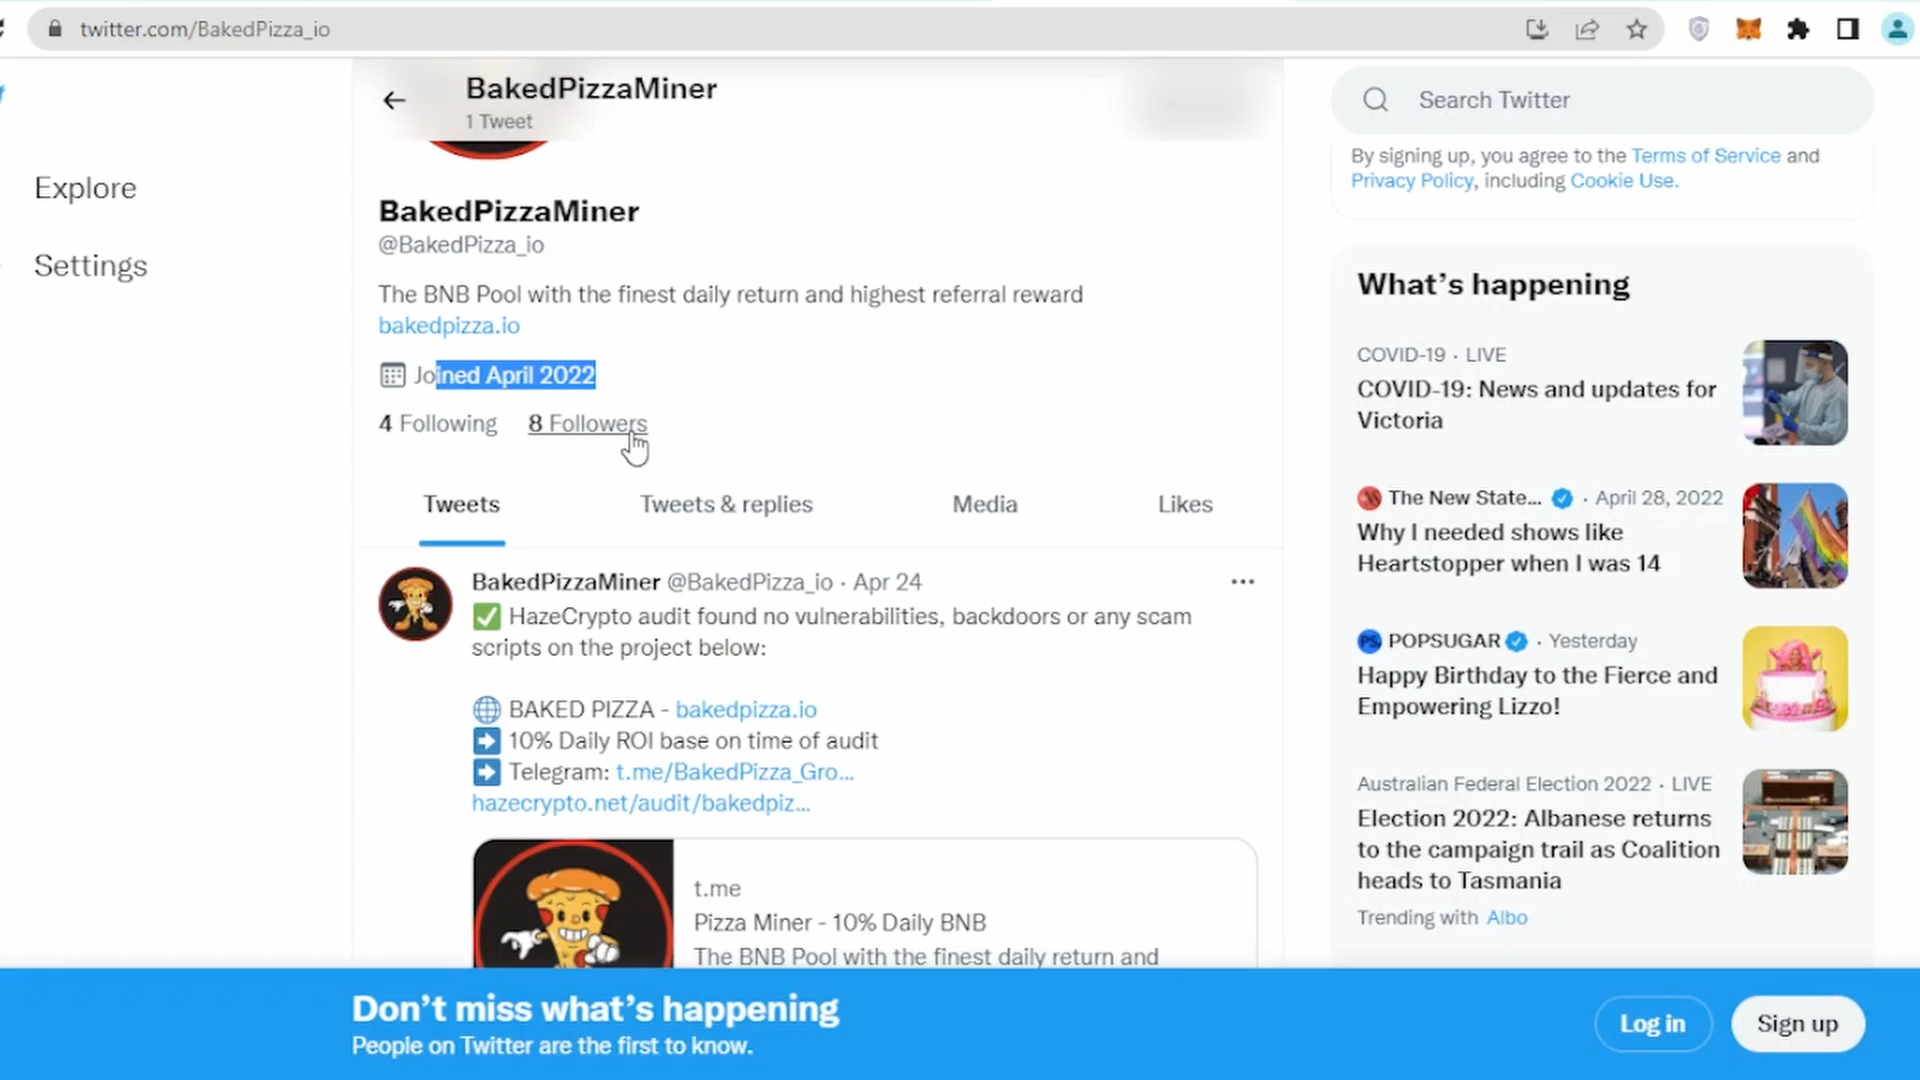 twitter.com/BakedPizza_io
BakedPizzaMiner
1 Tweet
Explore
Settings
BakedPizzaMiner
@BakedPizza_io
The BNB Pool with the finest daily return and highest referral reward
bakedpizza.io
Joined April 2022
4 Following 8 Followers
Tweets Tweets & replies Media Likes
BakedPizzaMiner @BakedPizza_io · Apr 24
✅ HazeCrypto audit found no vulnerabilities, backdoors or any scam
scripts on the project below:
🌐 BAKED PIZZA - bakedpizza.io
➡️ 10% Daily ROI base on time of audit
➡️ Telegram: t.me/BakedPizza_Gro...
hazecrypto.net/audit/bakedpiz...
t.me
Pizza Miner - 10% Daily BNB
The BNB Pool with the finest daily return and
Search Twitter
By signing up, you agree to the Terms of Service and
Privacy Policy, including Cookie Use.
What's happening
COVID-19 · LIVE
COVID-19: News and updates for
Victoria
The New State... · April 28, 2022
Why I needed shows like
Heartstopper when I was 14
PS POPSUGAR · Yesterday
Happy Birthday to the Fierce and
Empowering Lizzo!
Australian Federal Election 2022 · LIVE
Election 2022: Albanese returns
to the campaign trail as Coalition
heads to Tasmania
Trending with Albo
Don't miss what's happening
People on Twitter are the first to know.
Log in
Sign up